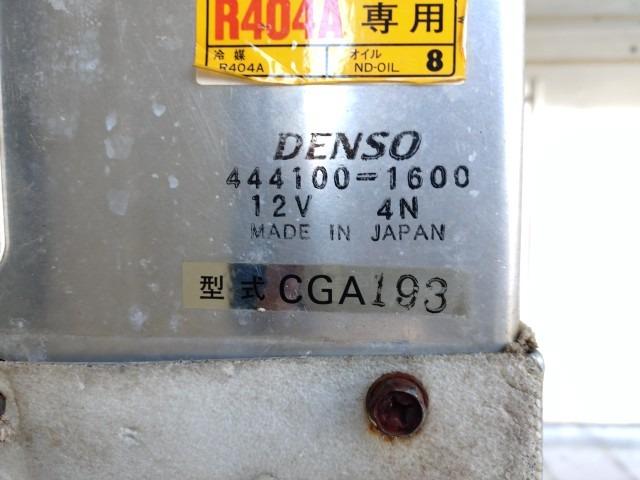 R404A 専用
冷媒 オイル
R404A ND-OIL 8
DENSO
444100-1600
12V 4N
MADE IN JAPAN
型式 CGA193